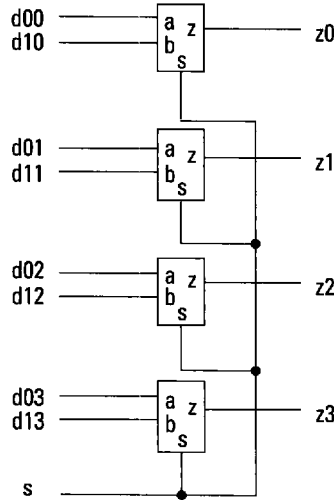 d00 a z z0
d10 b
s
d01 a z z1
d11 b
s
d02 a z z2
d12 b
s
d03 a z z3
d13 b
s
s